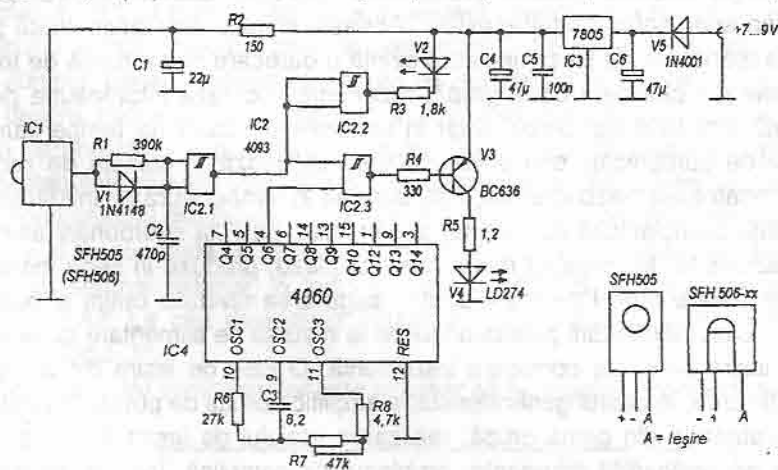 R2
150
C1
22µ
V2
R3
1,8k
C4
47µ
C5
100n
7805
IC3
C6
47µ
V5
1N4001
+7...9V
IC1
R1
390k
V1
1N4148
IC2
4093
IC2.1
IC2.2
IC2.3
R4
330
V3
BC636
C2
470p
SFH505
(SFH506)
R5
1,2
V4
LD274
7
5
4
6
14
13
15
1
2
3
Q4
Q5
Q6
Q7
Q8
Q9
Q10
Q12
Q13
Q14
4060
IC4
OSC1
OSC2
OSC3
RES
10
9
11
12
R6
27k
C3
8,2
R8
4,7k
R7
47k
SFH505
SFH 506-xx
+ - A
- + A
A = Ieșire